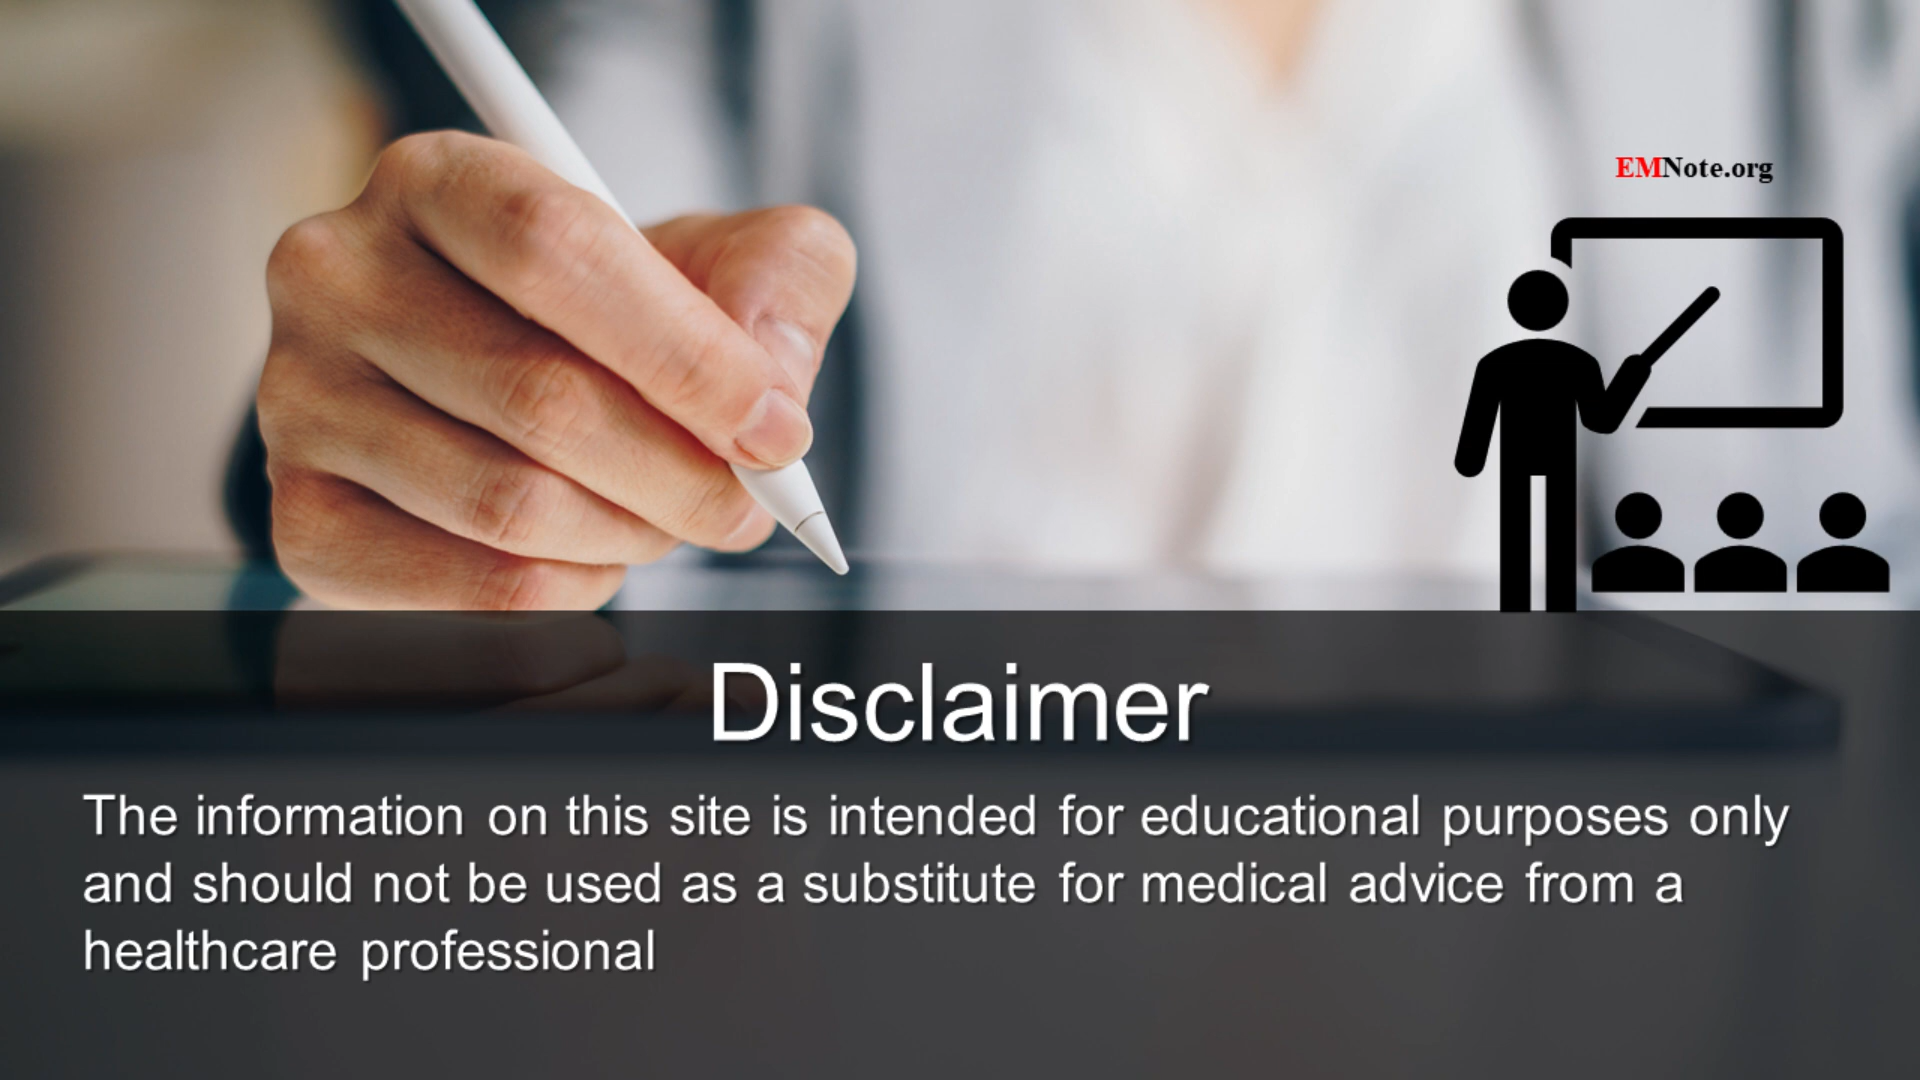 EMNote.org
Disclaimer
The information on this site is intended for educational purposes only
and should not be used as a substitute for medical advice from a
healthcare professional